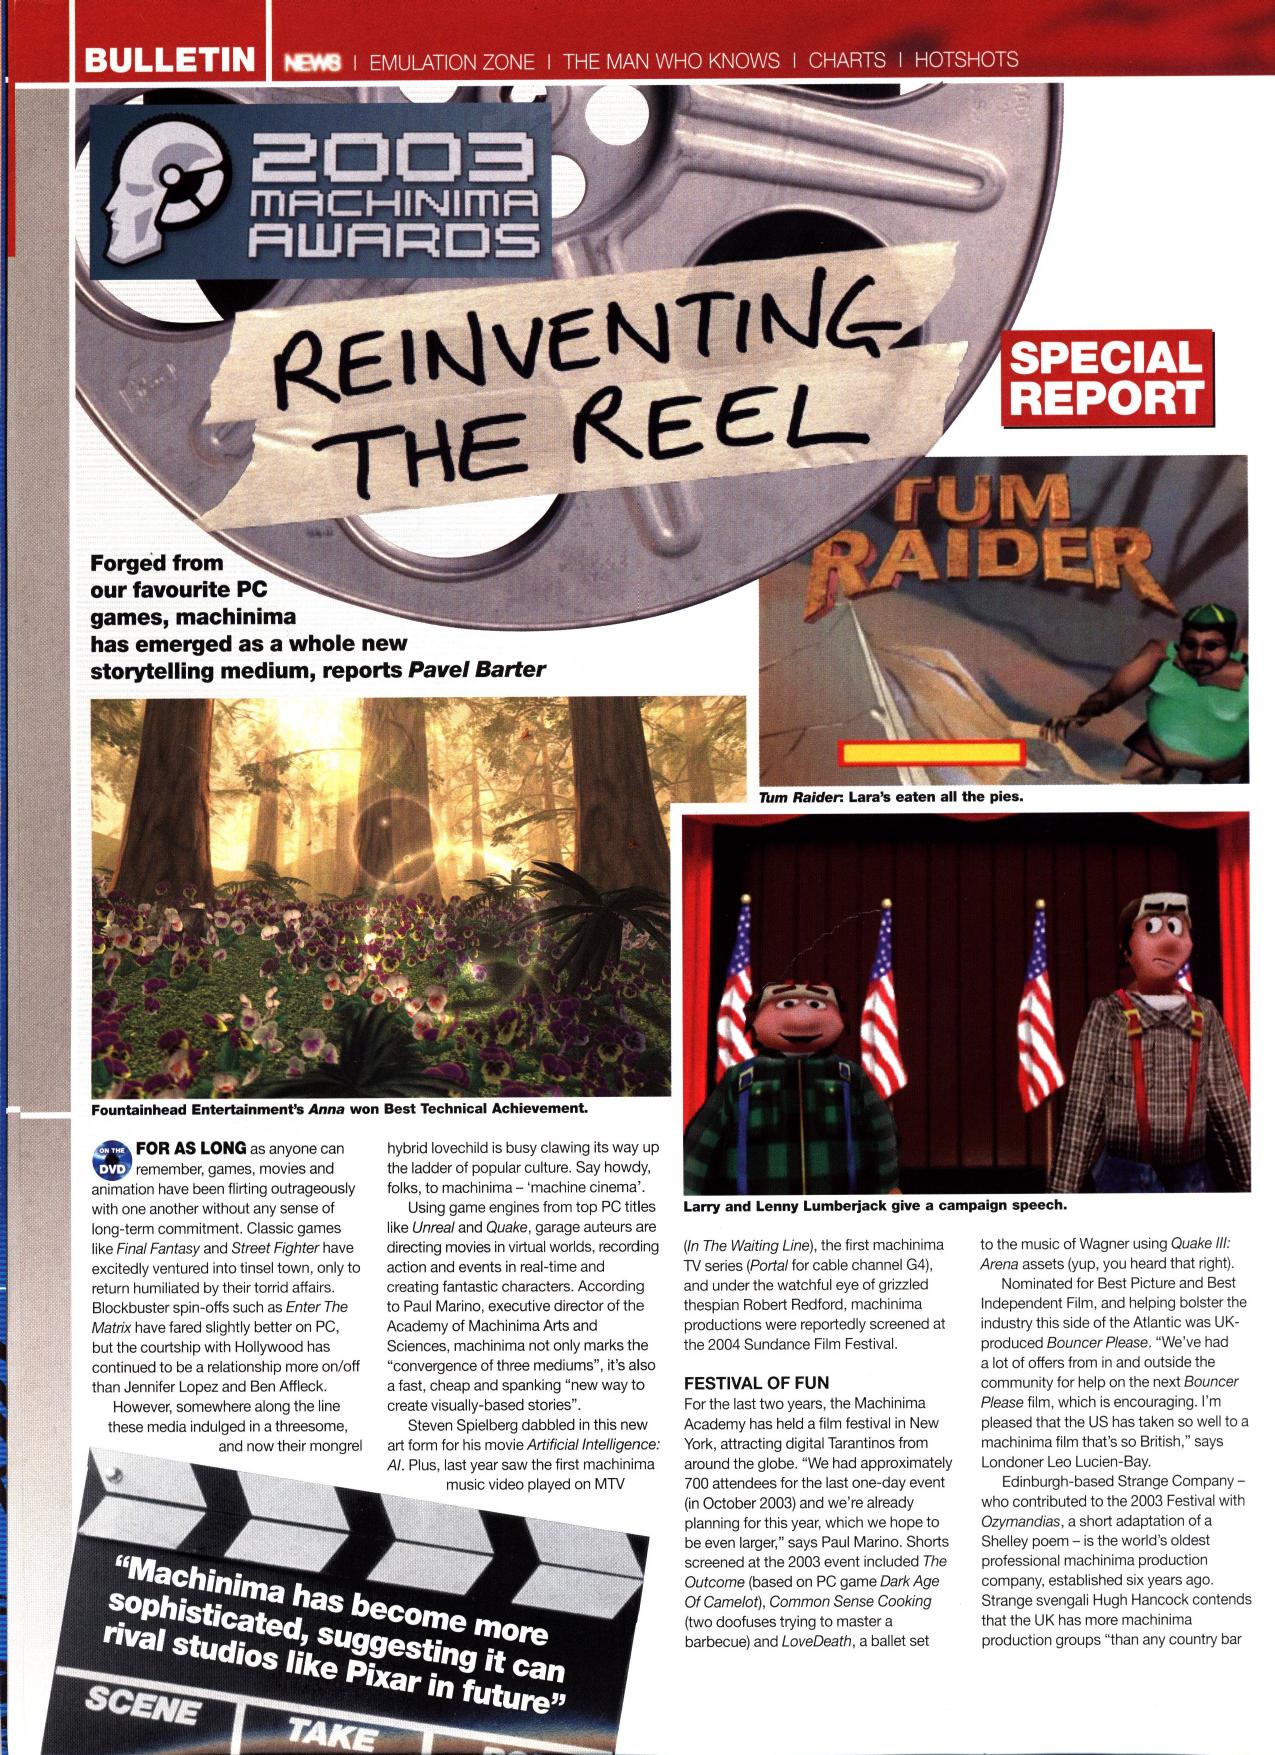 BULLETIN
NEWS | EMULATION ZONE | THE MAN WHO KNOWS | CHARTS | HOTSHOTS
2003
MACHINIMA
AWARDS
REINVENTING
THE REEL
SPECIAL
REPORT
Forged from
our favourite PC
games, machinima
has emerged as a whole new
storytelling medium, reports Pavel Barter
TUM
RAIDER
Tum Raider: Lara's eaten all the pies.
Fountainhead Entertainment's Anna won Best Technical Achievement.
Larry and Lenny Lumberjack give a campaign speech.
ON THE
DVD
FOR AS LONG as anyone can
remember, games, movies and
animation have been flirting outrageously
with one another without any sense of
long-term commitment. Classic games
like Final Fantasy and Street Fighter have
excitedly ventured into tinsel town, only to
return humiliated by their torrid affairs.
Blockbuster spin-offs such as Enter The
Matrix have fared slightly better on PC,
but the courtship with Hollywood has
continued to be a relationship more on/off
than Jennifer Lopez and Ben Affleck.
However, somewhere along the line
these media indulged in a threesome,
and now their mongrel
hybrid lovechild is busy clawing its way up
the ladder of popular culture. Say howdy,
folks, to machinima – 'machine cinema'.
Using game engines from top PC titles
like Unreal and Quake, garage auteurs are
directing movies in virtual worlds, recording
action and events in real-time and
creating fantastic characters. According
to Paul Marino, executive director of the
Academy of Machinima Arts and
Sciences, machinima not only marks the
"convergence of three mediums", it's also
a fast, cheap and spanking "new way to
create visually-based stories".
Steven Spielberg dabbled in this new
art form for his movie Artificial Intelligence:
AI. Plus, last year saw the first machinima
music video played on MTV
(In The Waiting Line), the first machinima
TV series (Portal for cable channel G4),
and under the watchful eye of grizzled
thespian Robert Redford, machinima
productions were reportedly screened at
the 2004 Sundance Film Festival.
FESTIVAL OF FUN
For the last two years, the Machinima
Academy has held a film festival in New
York, attracting digital Tarantinos from
around the globe. "We had approximately
700 attendees for the last one-day event
(in October 2003) and we're already
planning for this year, which we hope to
be even larger," says Paul Marino. Shorts
screened at the 2003 event included The
Outcome (based on PC game Dark Age
Of Camelot), Common Sense Cooking
(two doofuses trying to master a
barbecue) and LoveDeath, a ballet set
to the music of Wagner using Quake III:
Arena assets (yup, you heard that right).
Nominated for Best Picture and Best
Independent Film, and helping bolster the
industry this side of the Atlantic was UK-
produced Bouncer Please. "We've had
a lot of offers from in and outside the
community for help on the next Bouncer
Please film, which is encouraging. I'm
pleased that the US has taken so well to a
machinima film that's so British," says
Londoner Leo Lucien-Bay.
Edinburgh-based Strange Company –
who contributed to the 2003 Festival with
Ozymandias, a short adaptation of a
Shelley poem – is the world's oldest
professional machinima production
company, established six years ago.
Strange svengali Hugh Hancock contends
that the UK has more machinima
production groups "than any country bar
"Machinima has become more
sophisticated, suggesting it can
rival studios like Pixar in future"
SCENE
TAKE